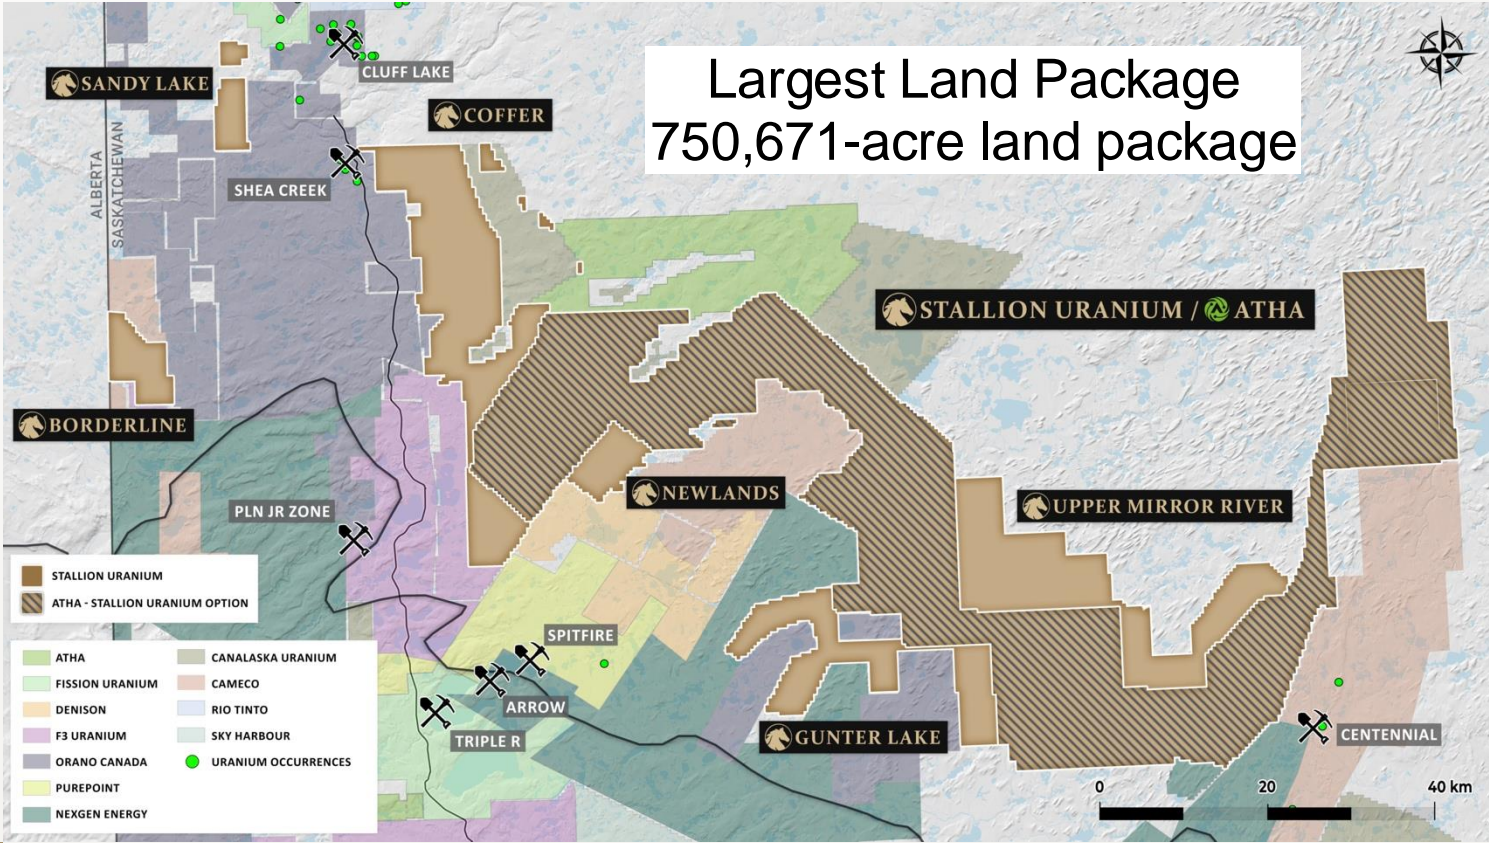 Largest Land Package
750,671-acre land package
CLUFF LAKE
SANDY LAKE
COFFER
ALBERTA
SASKATCHEWAN
SHEA CREEK
STALLION URANIUM / ATHA
BORDERLINE
NEWLANDS
UPPER MIRROR RIVER
PLN JR ZONE
STALLION URANIUM
ATHA - STALLION URANIUM OPTION
SPITFIRE
ARROW
TRIPLE R
GUNTER LAKE
CENTENNIAL
ATHA
FISSION URANIUM
DENISON
F3 URANIUM
ORANO CANADA
PUREPOINT
NEXGEN ENERGY
CANALASKA URANIUM
CAMECO
RIO TINTO
SKY HARBOUR
URANIUM OCCURRENCES
0 20 40 km